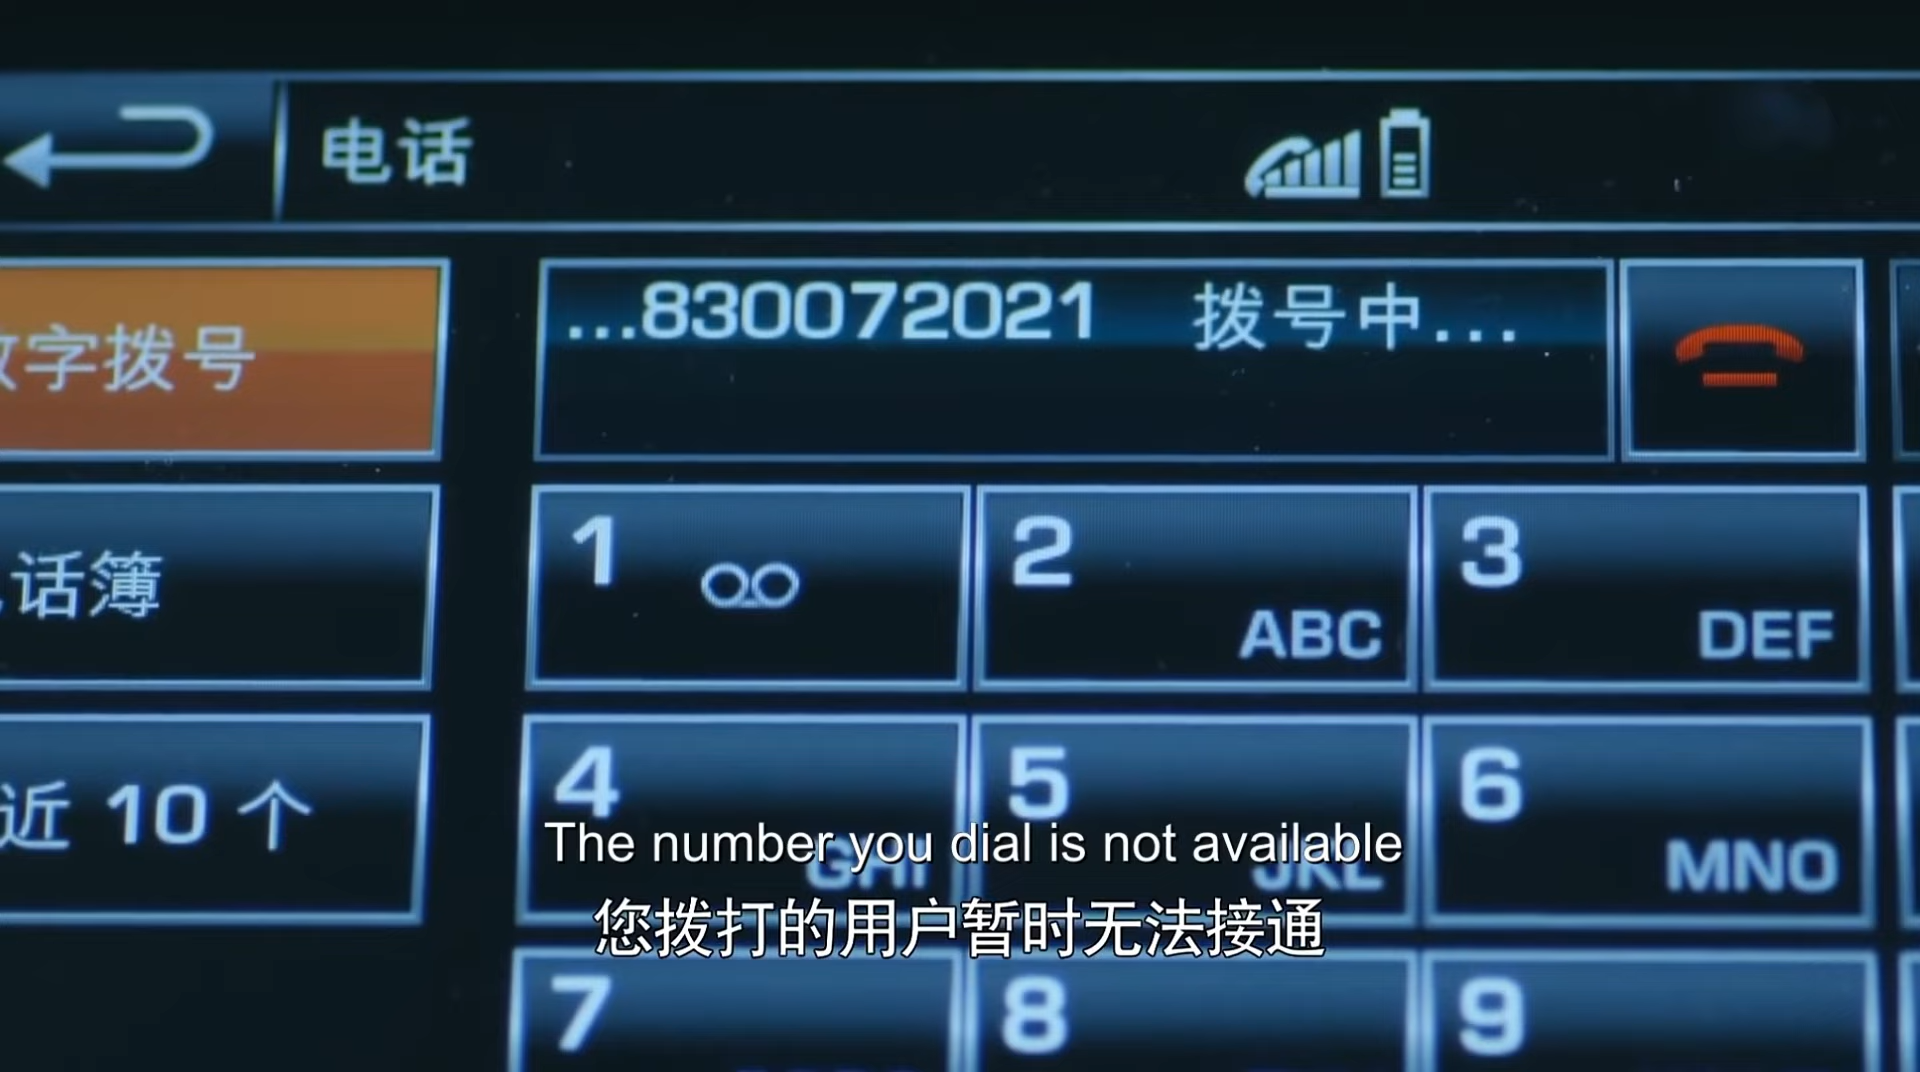 电话
...830072021 拨号中...
字拨号
1
2
ABC
3
DEF
话簿
4
GHI
5
JKL
6
MNO
近 10 个
The number you dial is not available
您拨打的用户暂时无法接通
7
8
9